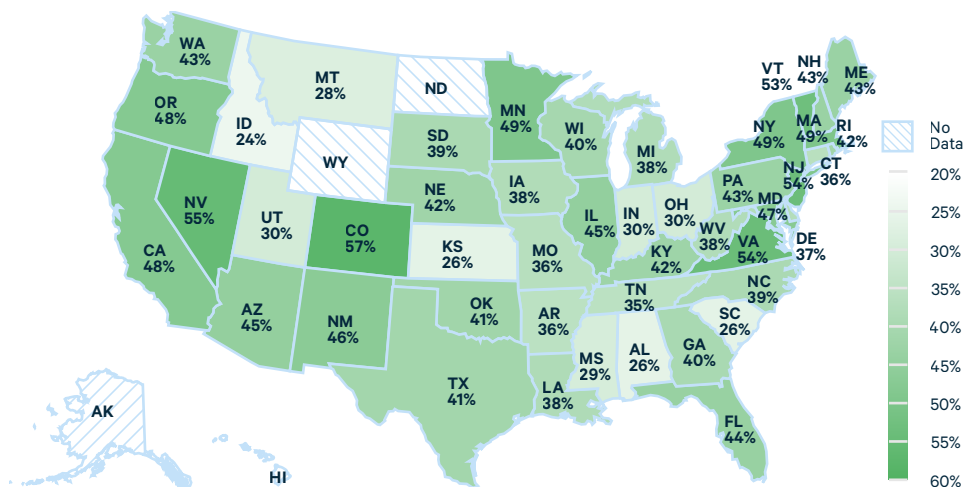 WA
43%
OR
48%
CA
48%
NV
55%
ID
24%
MT
28%
WY
UT
30%
AZ
45%
CO
57%
NM
46%
ND
SD
39%
NE
42%
KS
26%
OK
41%
TX
41%
MN
49%
IA
38%
MO
36%
AR
36%
LA
38%
WI
40%
IL
45%
MI
38%
IN
30%
OH
30%
KY
42%
TN
35%
MS
29%
AL
26%
GA
40%
FL
44%
SC
26%
NC
39%
VA
54%
WV
38%
PA
43%
NY
49%
VT
53%
NH
43%
ME
43%
MA
49%
RI
42%
CT
36%
NJ
54%
MD
47%
DE
37%
AK
HI
No
Data
20%
25%
30%
35%
40%
45%
50%
55%
60%